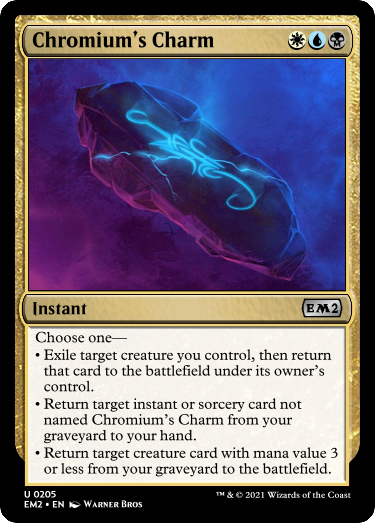 Chromium's Charm
Instant
EM2
Choose one—
• Exile target creature you control, then return
that card to the battlefield under its owner's
control.
• Return target instant or sorcery card not
named Chromium's Charm from your
graveyard to your hand.
• Return target creature card with mana value 3
or less from your graveyard to the battlefield.
U 0205
EM2 • EN Warner Bros
™ & © 2021 Wizards of the Coast